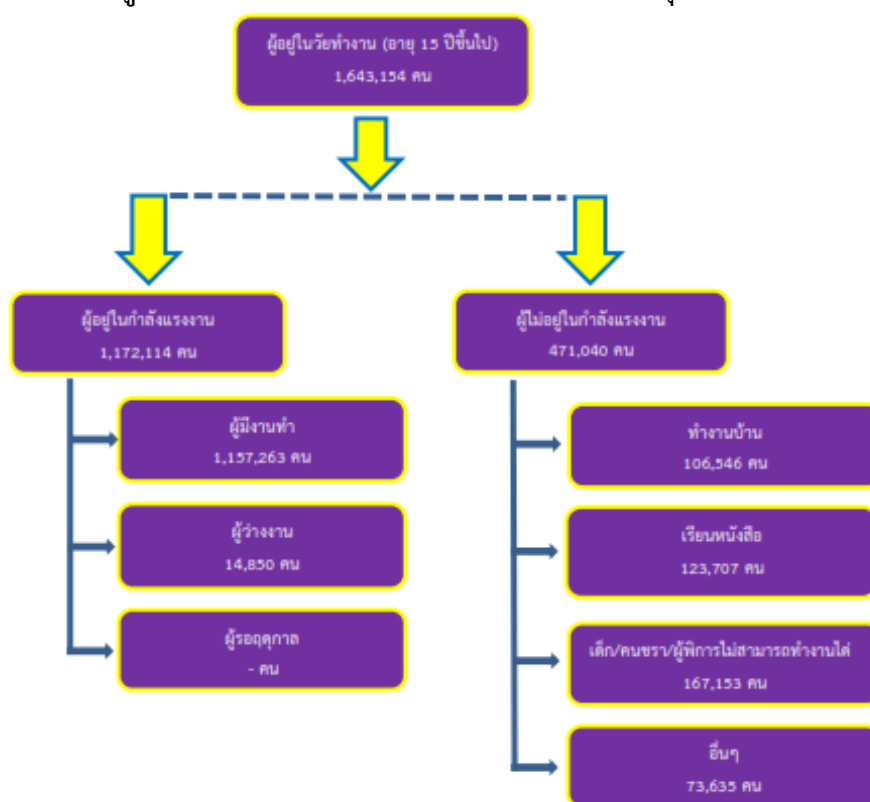 ผู้อยู่ในวัยทำงาน (อายุ 15 ปีขึ้นไป)
1,643,154 คน
ผู้อยู่ในกำลังแรงงาน
1,172,114 คน
ผู้มีงานทำ
1,157,263 คน
ผู้ว่างงาน
14,850 คน
ผู้รอฤดูกาล
- คน
ผู้ไม่อยู่ในกำลังแรงงาน
471,040 คน
ทำงานบ้าน
106,546 คน
เรียนหนังสือ
123,707 คน
เด็ก/คนชรา/ผู้พิการไม่สามารถทำงานได้
167,153 คน
อื่นๆ
73,635 คน